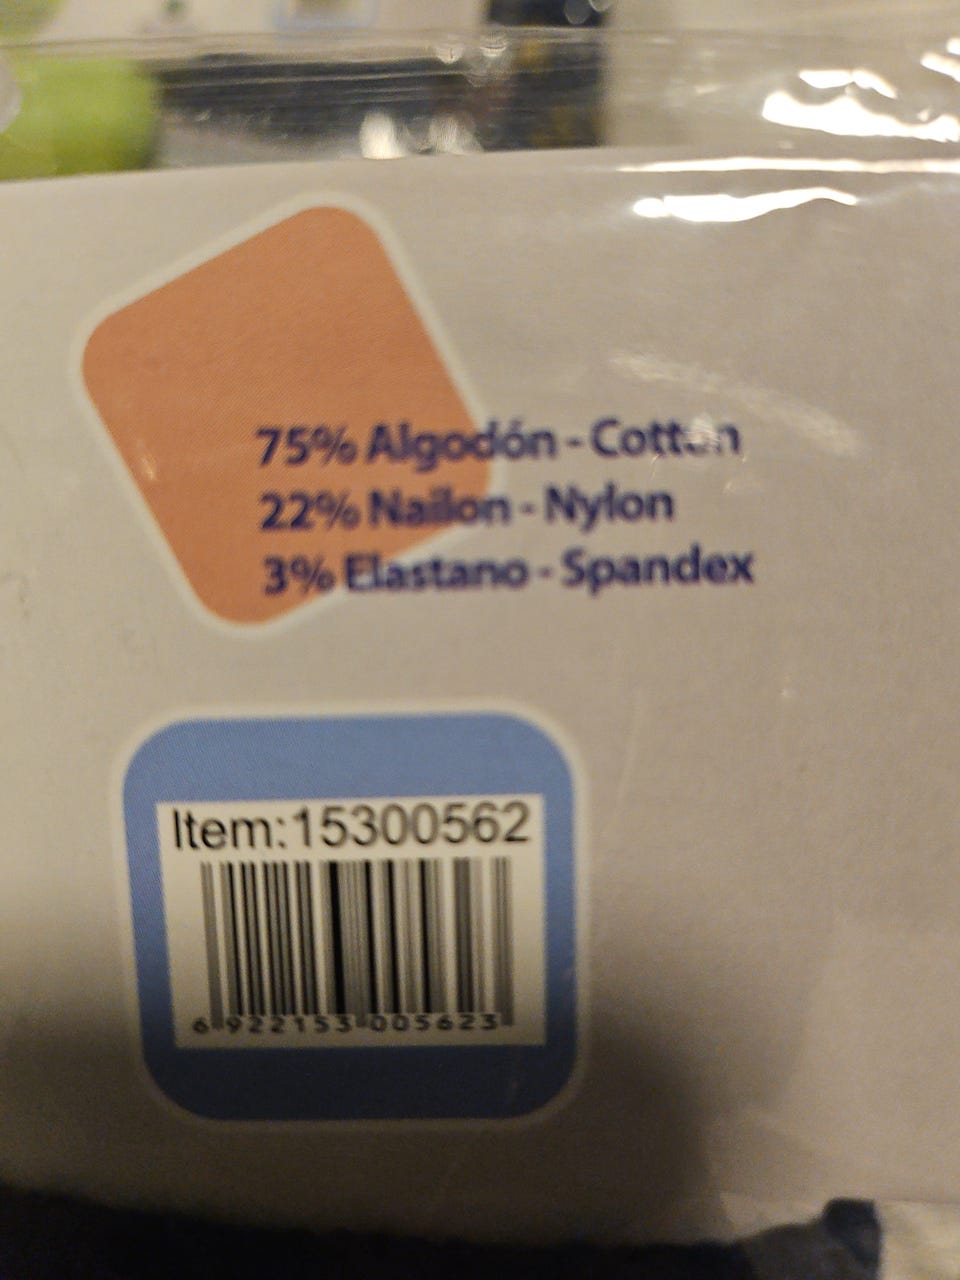 75% Algodón - Cotton
22% Nailon - Nylon
3% Elastano - Spandex
Item:15300562
6 922153 005623